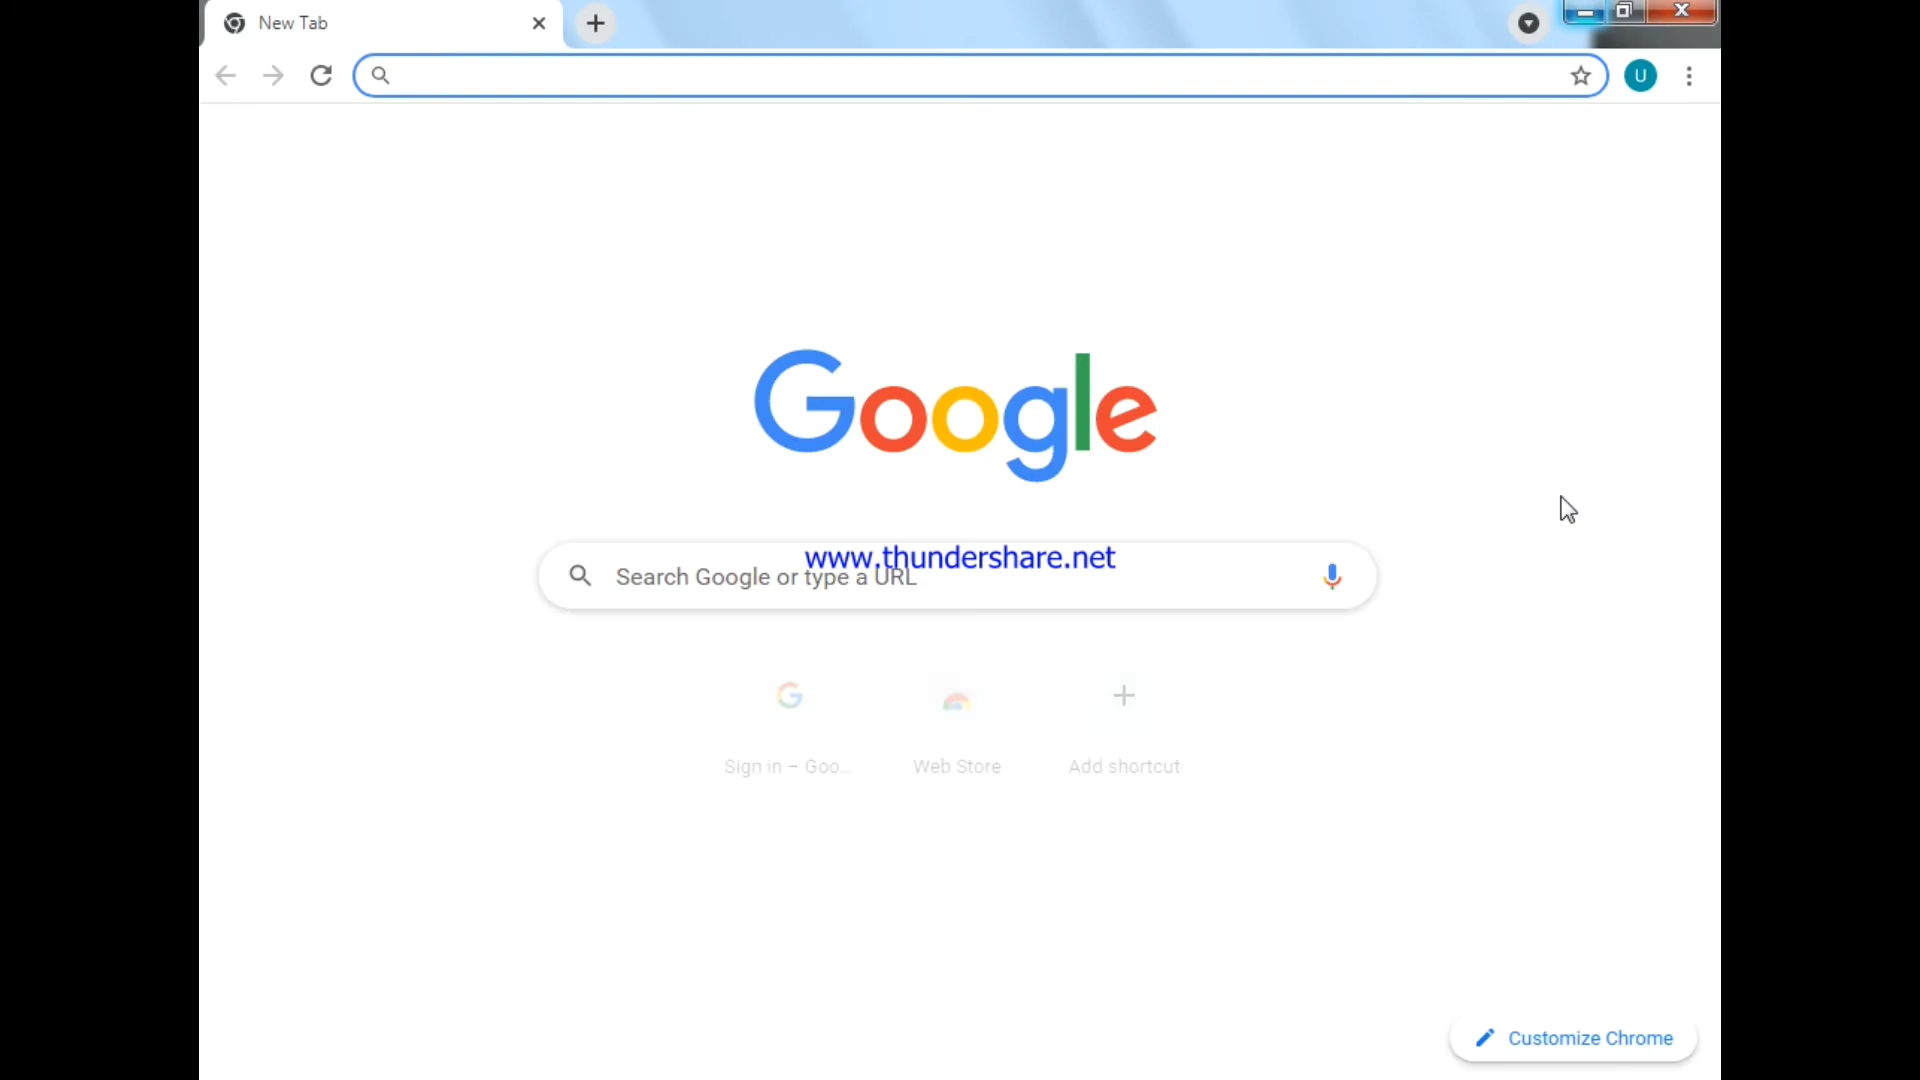 New Tab
U
Google
www.thundershare.net
Search Google or type a URL
Sign in – Goo...
Web Store
Add shortcut
Customize Chrome